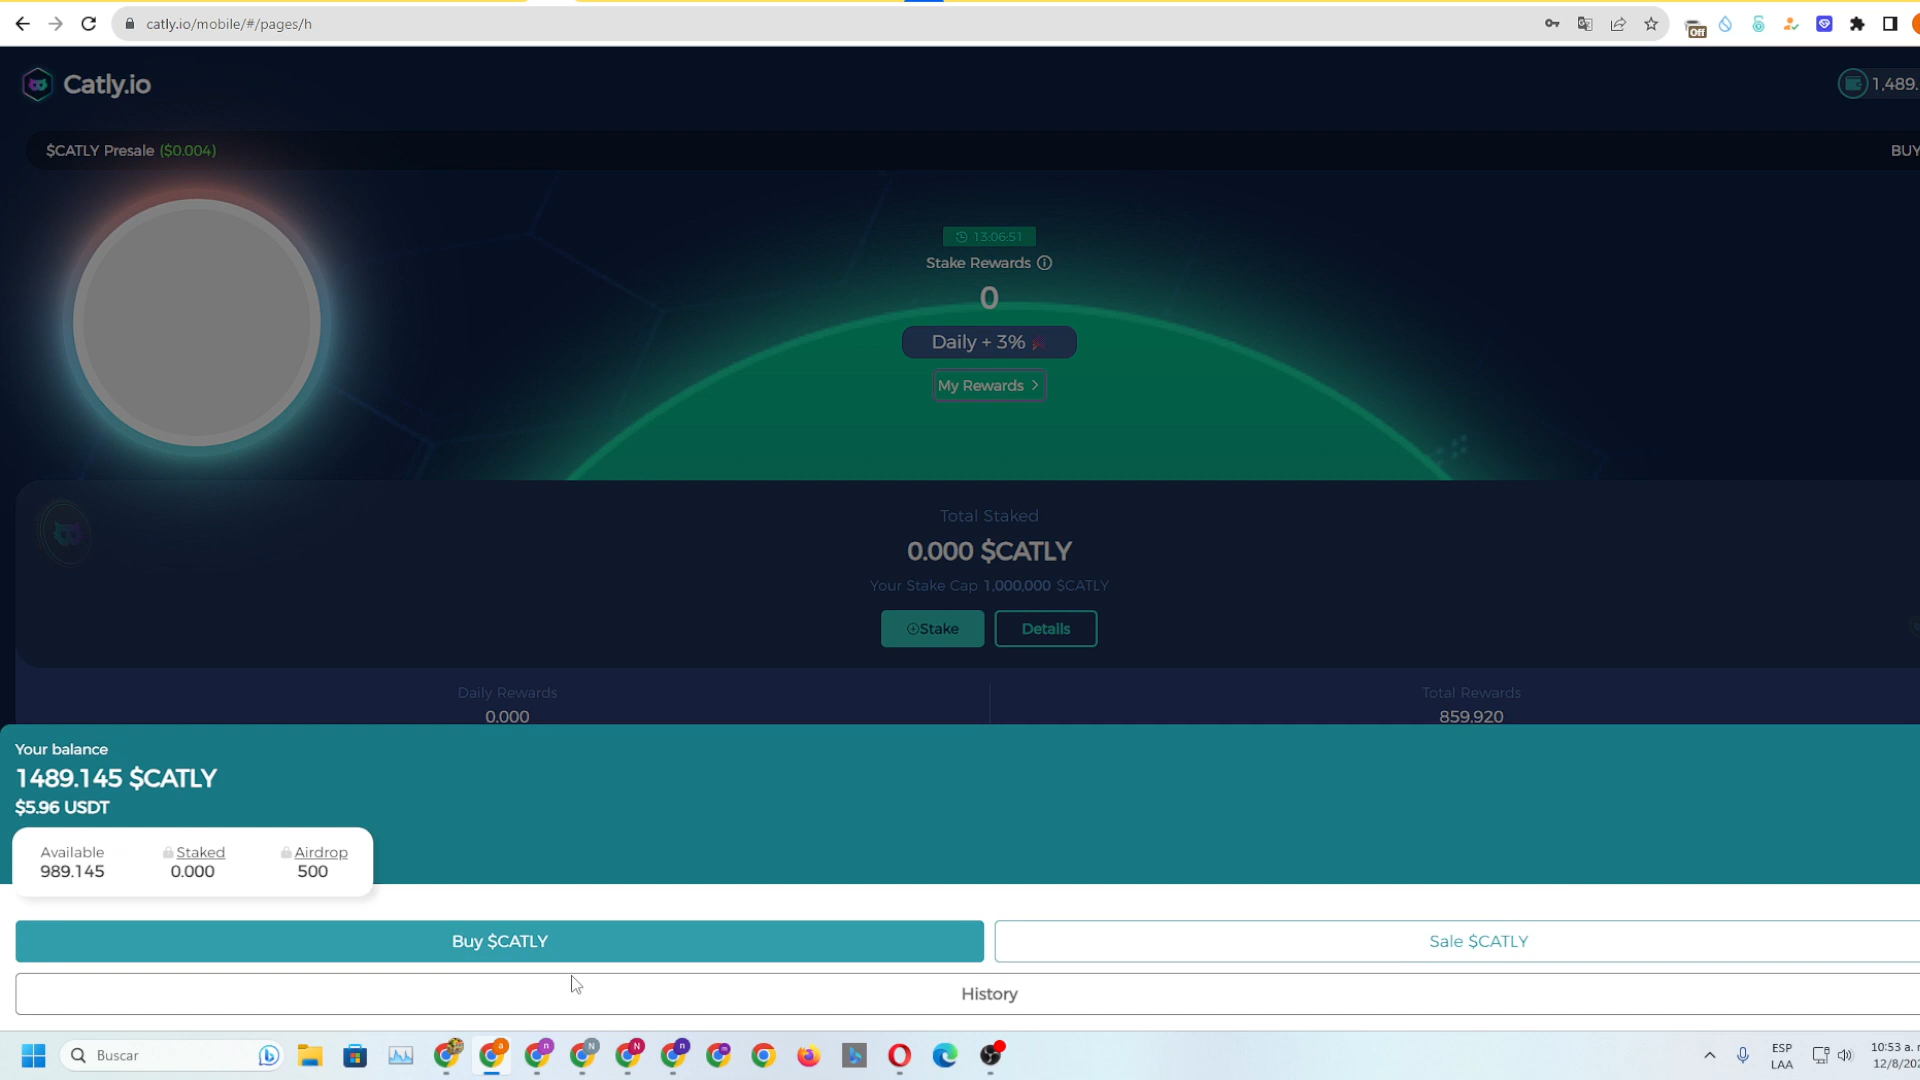 catly.io/mobile/#/pages/h
Off
Catly.io
1,489.
$CATLY Presale ($0.004)
BUY
13:06:51
Stake Rewards
0
Daily + 3%
My Rewards >
Total Staked
0.000 $CATLY
Your Stake Cap 1,000,000 $CATLY
Stake
Details
Daily Rewards
0.000
Total Rewards
859,920
Your balance
1489.145 $CATLY
$5.96 USDT
Available
989.145
Staked
0.000
Airdrop
500
Buy $CATLY
Sale $CATLY
History
Buscar
ESP
LAA
10:53 a.
12/8/202